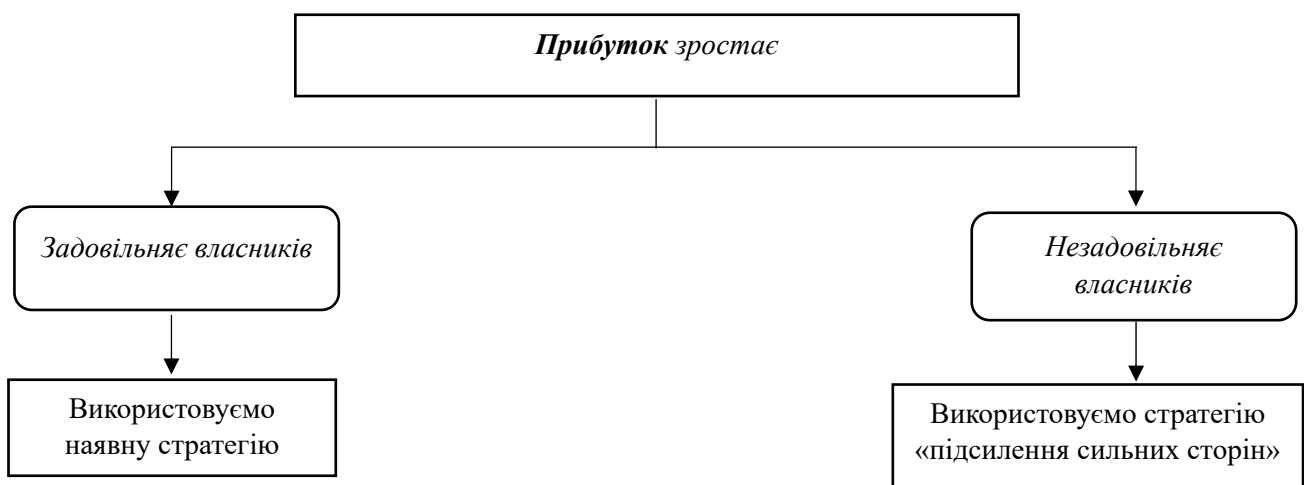 Прибуток зростає
Задовільняє власників
Незадовільняє
власників
Використовуємо
наявну стратегію
Використовуємо стратегію
«підсилення сильних сторін»